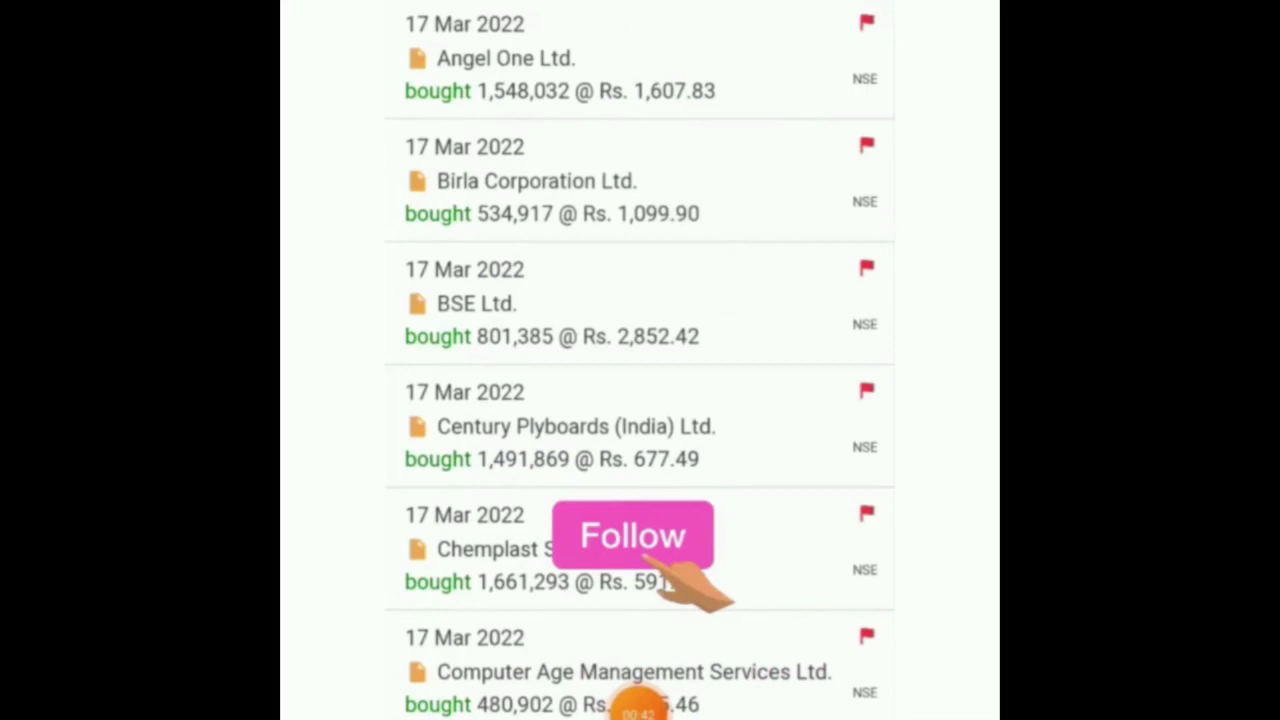 17 Mar 2022
Angel One Ltd.
NSE
bought 1,548,032 @ Rs. 1,607.83
17 Mar 2022
Birla Corporation Ltd.
NSE
bought 534,917 @ Rs. 1,099.90
17 Mar 2022
BSE Ltd.
NSE
bought 801,385 @ Rs. 2,852.42
17 Mar 2022
Century Plyboards (India) Ltd.
NSE
bought 1,491,869 @ Rs. 677.49
17 Mar 2022
Follow
Chemplast
NSE
bought 1,661,293 @ Rs.
17 Mar 2022
Computer Age Management Services Ltd.
NSE
bought 480,902 @ Rs.
00:42